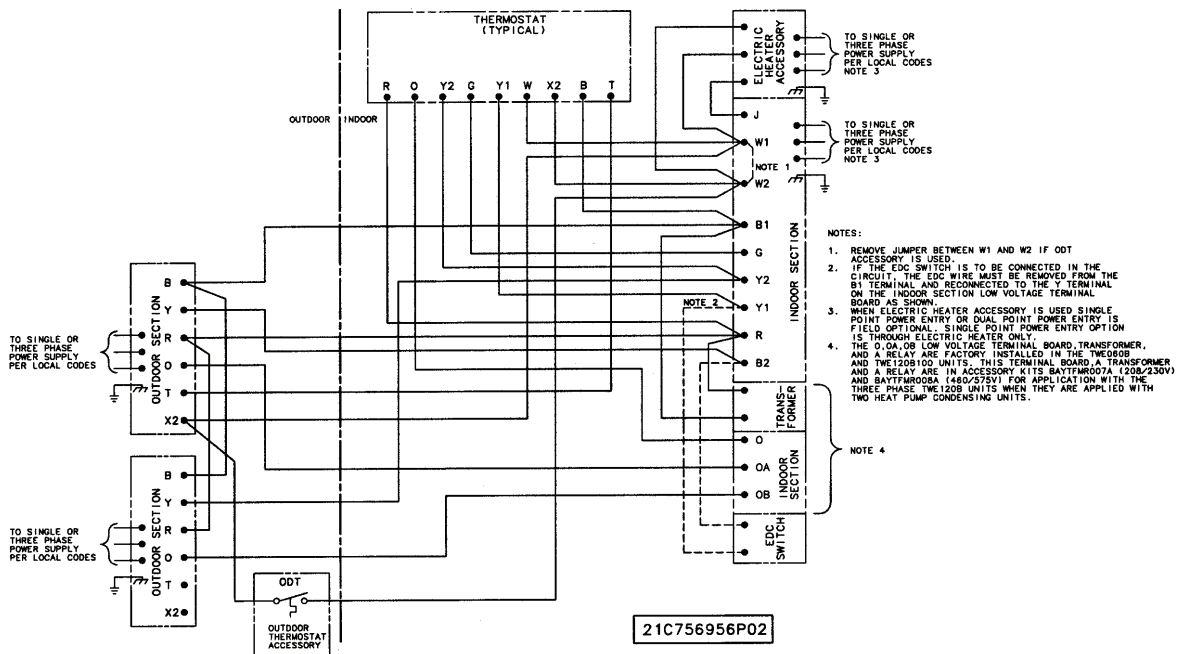 THERMOSTAT
(TYPICAL)
R O Y2 G Y1 W X2 B T
OUTDOOR INDOOR
ELECTRIC
HEATER
ACCESSORY
TO SINGLE OR
THREE PHASE
POWER SUPPLY
PER LOCAL CODES
NOTE 3
J
W1
NOTE 1
W2
B1
G
Y2
NOTE 2
Y1
R
B2
INDOOR SECTION
TO SINGLE OR
THREE PHASE
POWER SUPPLY
PER LOCAL CODES
NOTE 3
TRANS-
FORMER
O
OA
OB
INDOOR
SECTION
EDC
SWITCH
NOTE 4
B
Y
R
O
T
X2
OUTDOOR SECTION
TO SINGLE OR
THREE PHASE
POWER SUPPLY
PER LOCAL CODES
B
Y
R
O
T
X2
OUTDOOR SECTION
TO SINGLE OR
THREE PHASE
POWER SUPPLY
PER LOCAL CODES
ODT
OUTDOOR
THERMOSTAT
ACCESSORY
NOTES:
1. REMOVE JUMPER BETWEEN W1 AND W2 IF ODT
ACCESSORY IS USED.
2. IF THE EDC SWITCH IS TO BE CONNECTED IN THE
CIRCUIT, THE EDC WIRE MUST BE REMOVED FROM THE
B1 TERMINAL AND RECONNECTED TO THE Y TERMINAL
ON THE INDOOR SECTION LOW VOLTAGE TERMINAL
BOARD AS SHOWN.
3. WHEN ELECTRIC HEATER ACCESSORY IS USED SINGLE
POINT POWER ENTRY OR DUAL POINT POWER ENTRY IS
FIELD OPTIONAL. SINGLE POINT POWER ENTRY OPTION
IS THROUGH ELECTRIC HEATER ONLY.
4. THE O,OA,OB LOW VOLTAGE TERMINAL BOARD,TRANSFORMER,
AND A RELAY ARE FACTORY INSTALLED IN THE TWE060B
AND TWE120B100 UNITS. THIS TERMINAL BOARD,A TRANSFORMER
AND A RELAY ARE IN ACCESSORY KITS BAYTFMR007A (208/230V)
AND BAYTFMR008A (460/575V) FOR APPLICATION WITH THE
THREE PHASE TWE120B UNITS WHEN THEY ARE APPLIED WITH
TWO HEAT PUMP CONDENSING UNITS.
21C756956P02